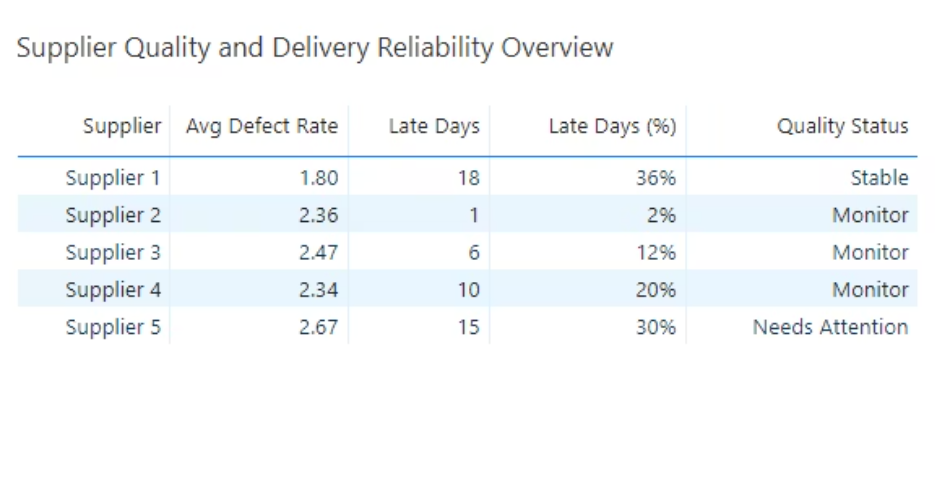 Supplier Quality and Delivery Reliability Overview
Supplier Avg Defect Rate Late Days Late Days (%) Quality Status
Supplier 1 1.80 18 36% Stable
Supplier 2 2.36 1 2% Monitor
Supplier 3 2.47 6 12% Monitor
Supplier 4 2.34 10 20% Monitor
Supplier 5 2.67 15 30% Needs Attention